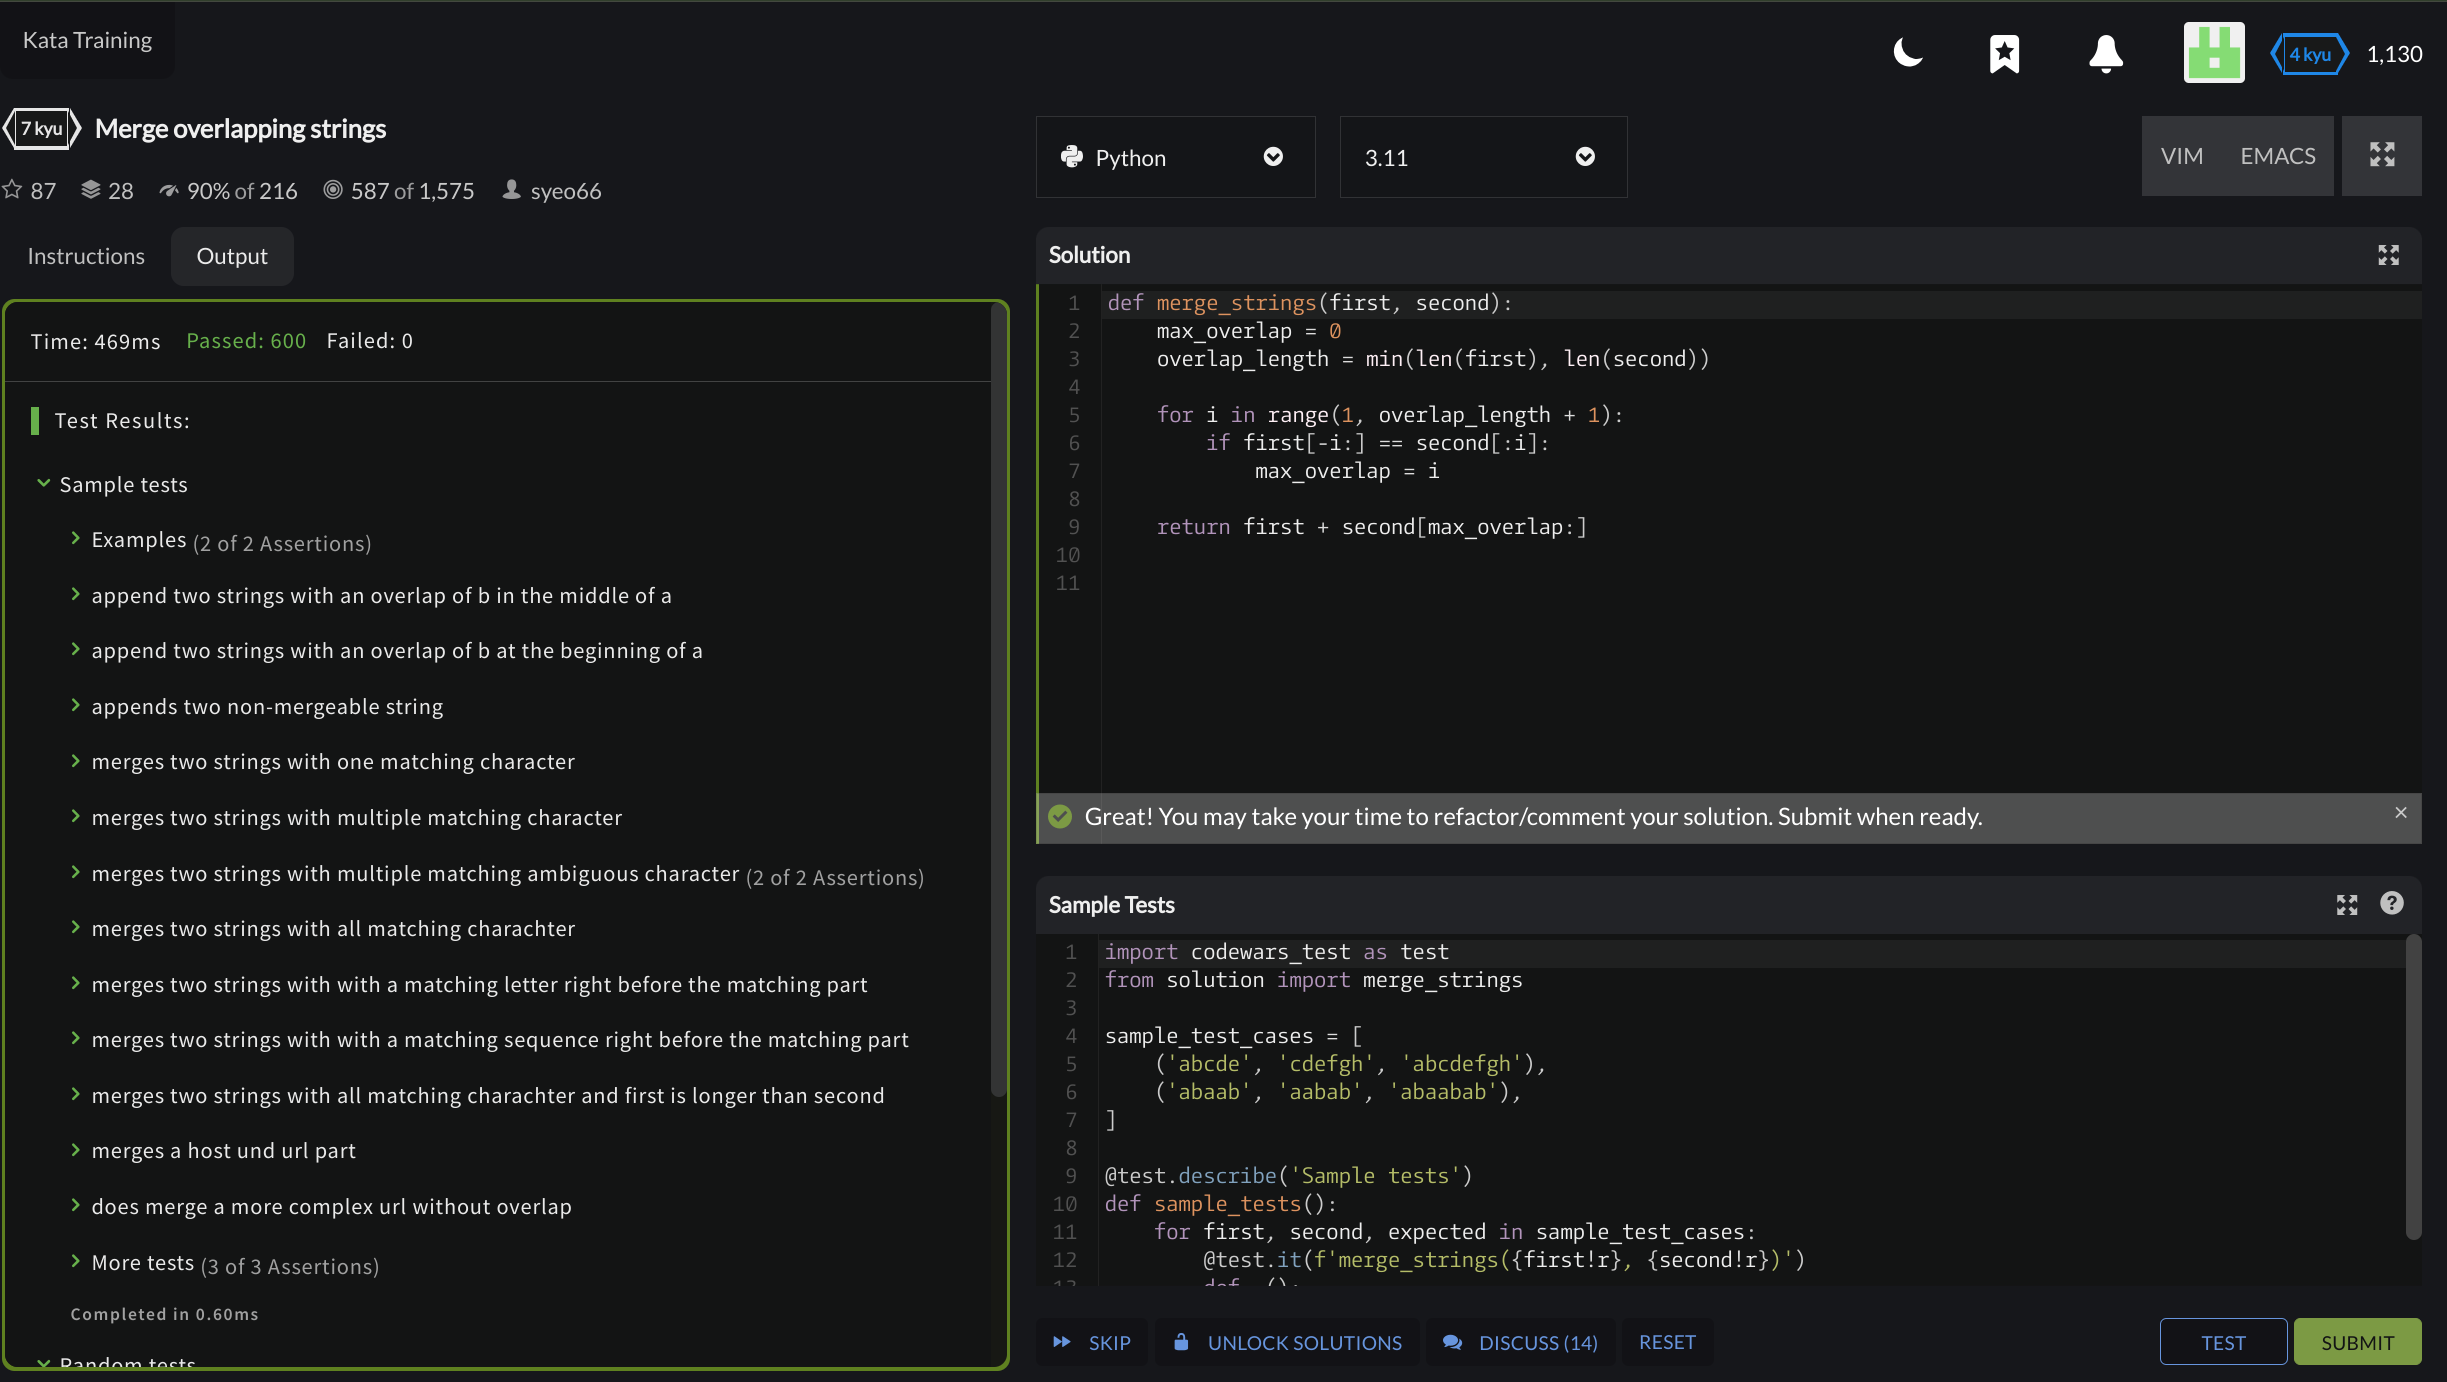 Kata Training
4 kyu 1,130
7 kyu Merge overlapping strings
87 28 90% of 216 587 of 1,575 syeo66
Instructions Output
Time: 469ms Passed: 600 Failed: 0
Test Results:
Sample tests
Examples (2 of 2 Assertions)
append two strings with an overlap of b in the middle of a
append two strings with an overlap of b at the beginning of a
appends two non-mergeable string
merges two strings with one matching character
merges two strings with multiple matching character
merges two strings with multiple matching ambiguous character (2 of 2 Assertions)
merges two strings with all matching charachter
merges two strings with with a matching letter right before the matching part
merges two strings with with a matching sequence right before the matching part
merges two strings with all matching charachter and first is longer than second
merges a host und url part
does merge a more complex url without overlap
More tests (3 of 3 Assertions)
Completed in 0.60ms
Random tests
Python 3.11 VIM EMACS
Solution
1 def merge_strings(first, second):
2     max_overlap = 0
3     overlap_length = min(len(first), len(second))
4
5     for i in range(1, overlap_length + 1):
6         if first[-i:] == second[:i]:
7             max_overlap = i
8
9     return first + second[max_overlap:]
10
11
Great! You may take your time to refactor/comment your solution. Submit when ready.
Sample Tests
1 import codewars_test as test
2 from solution import merge_strings
3
4 sample_test_cases = [
5     ('abcde', 'cdefgh', 'abcdefgh'),
6     ('abaab', 'aabab', 'abaabab'),
7 ]
8
9 @test.describe('Sample tests')
10 def sample_tests():
11     for first, second, expected in sample_test_cases:
12         @test.it(f'merge_strings({first!r}, {second!r})')
13         def _():
SKIP UNLOCK SOLUTIONS DISCUSS (14) RESET TEST SUBMIT